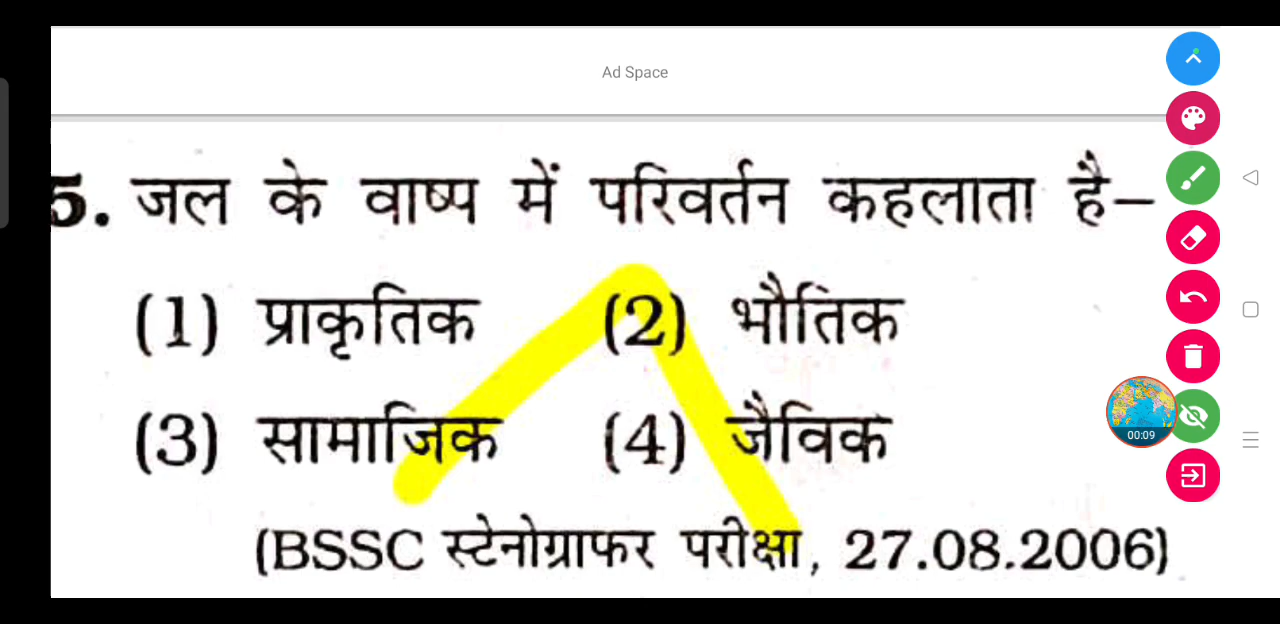 Ad Space
5. जल के वाष्प में परिवर्तन कहलाता है–
(1) प्राकृतिक (2) भौतिक
(3) सामाजिक (4) जैविक
(BSSC स्टेनोग्राफर परीक्षा, 27.08.2006)
00:09